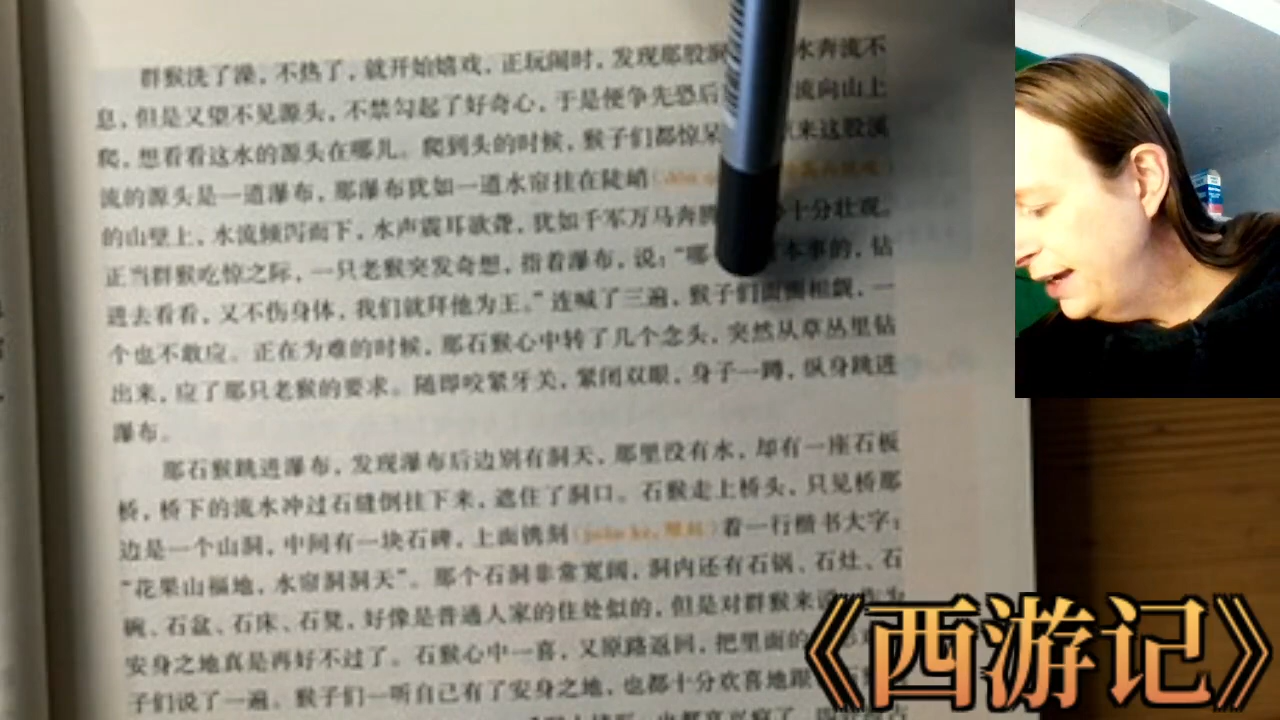 群猴洗了澡,不热了,就开始嬉戏,正玩闹时,发现那股 水奔流不
息,但是又望不见源头,不禁勾起了好奇心,于是便争先恐后 流向山上
爬,想看看这水的源头在哪儿。爬到头的时候,猴子们都惊呆 来这股溪
流的源头是一道瀑布,那瀑布犹如一道水帘挂在陡峭
的山壁上,水流倾泻而下,水声震耳欲聋,犹如千军万马奔腾 十分壮观。
正当群猴吃惊之际,一只老猴突发奇想,指着瀑布,说:“哪 本事的,钻
进去看看,又不伤身体,我们就拜他为王。”连喊了三遍,猴子们面面相觑,一
个也不敢应。正在为难的时候,那石猴心中转了几个念头,突然从草丛里钻
出来,应了那只老猴的要求。随即咬紧牙关,紧闭双眼,身子一蹲,纵身跳进
瀑布。
那石猴跳进瀑布,发现瀑布后边别有洞天,那里没有水,却有一座石板
桥,桥下的流水冲过石缝倒挂下来,遮住了洞口。石猴走上桥头,只见桥那
边是一个山洞,中间有一块石碑,上面镌刻(juān kè,雕刻)着一行楷书大字:
“花果山福地,水帘洞洞天”。那个石洞非常宽阔,洞内还有石锅、石灶、石
碗、石盆、石床、石凳,好像是普通人家的住处似的,但是对群猴来说
安身之地真是再好不过了。石猴心中一喜,又原路返回,把里面的
子们说了一遍。猴子们一听自己有了安身之地,也都十分欢喜地跟
《西游记》